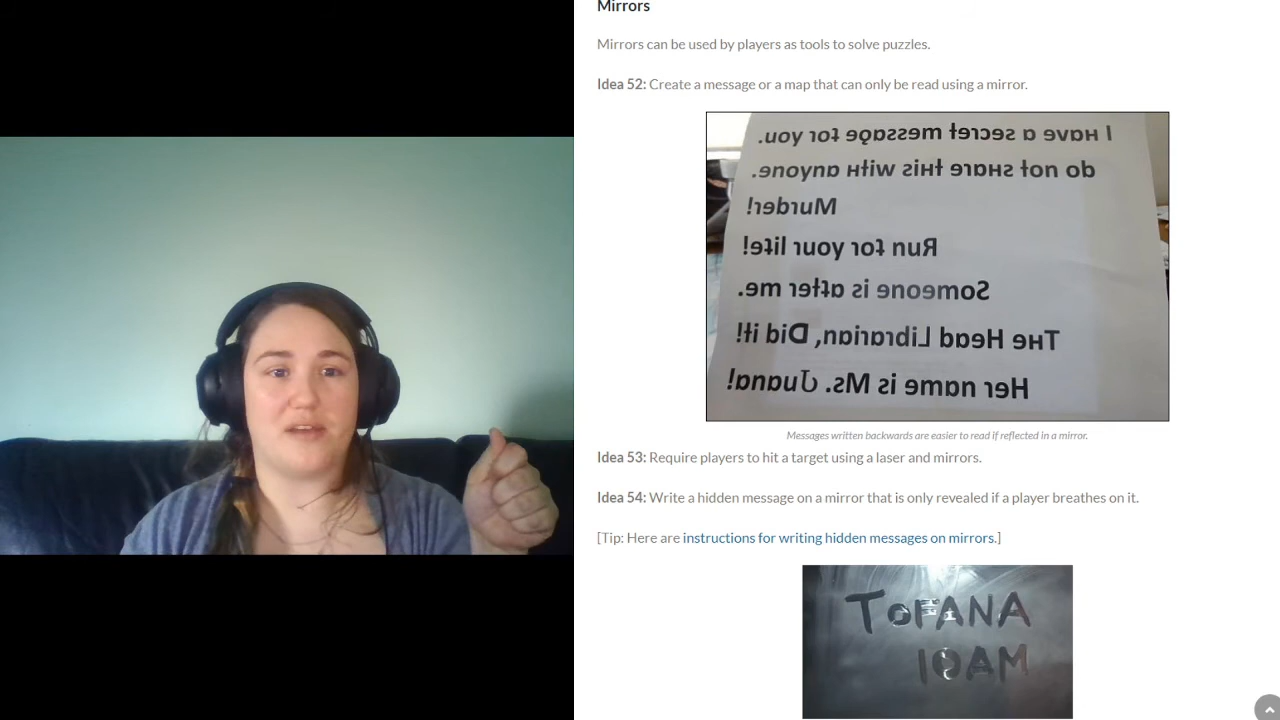 Mirrors
Mirrors can be used by players as tools to solve puzzles.
Idea 52: Create a message or a map that can only be read using a mirror.
I Have a secret message for you.
do not sHare tHis witH anyone.
Murder!
Run for your life!
Someone is after me.
THe Head Librarian, Did it!
Her name is Ms. Juana!
Messages written backwards are easier to read if reflected in a mirror.
Idea 53: Require players to hit a target using a laser and mirrors.
Idea 54: Write a hidden message on a mirror that is only revealed if a player breathes on it.
[Tip: Here are instructions for writing hidden messages on mirrors.]
ToFANA
10AM